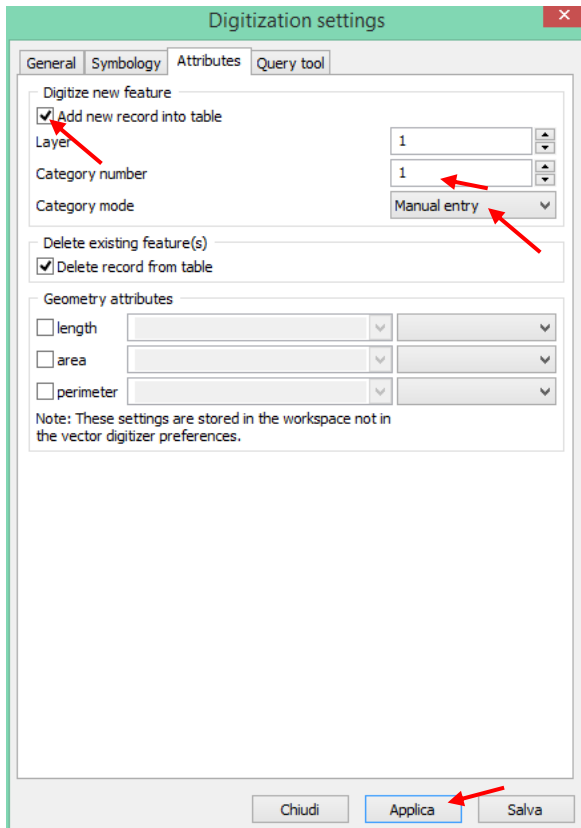 Digitization settings
General Symbology Attributes Query tool
Digitize new feature
Add new record into table
Layer 1
Category number 1
Category mode Manual entry
Delete existing feature(s)
Delete record from table
Geometry attributes
length
area
perimeter
Note: These settings are stored in the workspace not in
the vector digitizer preferences.
Chiudi Applica Salva